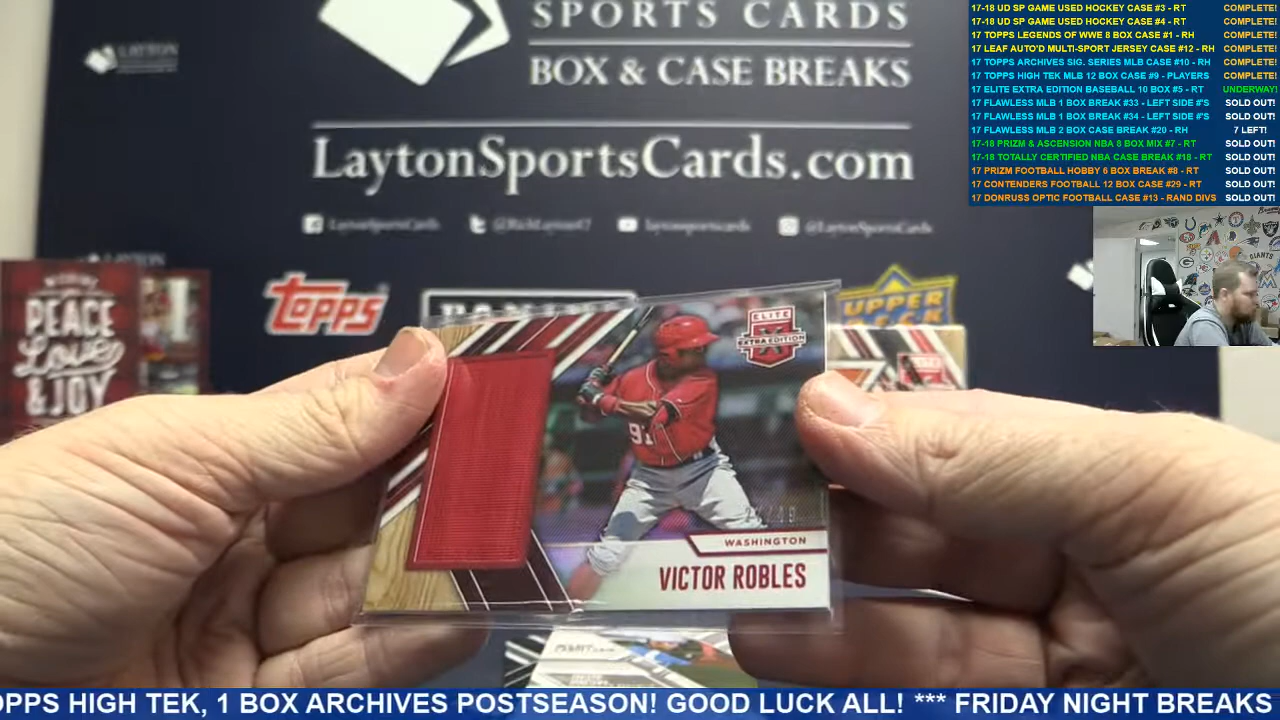 SPORTS CARDS
BOX & CASE BREAKS
LAYTON
LaytonSportsCards.com
LaytonSportsCards
@RichLayton17
laytonsportscards
@LaytonSportsCards
17-18 UD SP GAME USED HOCKEY CASE #3 - RT COMPLETE!
17-18 UD SP GAME USED HOCKEY CASE #4 - RT COMPLETE!
17 TOPPS LEGENDS OF WWE 8 BOX CASE #1 - RH COMPLETE!
17 LEAF AUTO'D MULTI-SPORT JERSEY CASE #12 - RH COMPLETE!
17 TOPPS ARCHIVES SIG. SERIES MLB CASE #10 - RH COMPLETE!
17 TOPPS HIGH TEK MLB 12 BOX CASE #9 - PLAYERS COMPLETE!
17 ELITE EXTRA EDITION BASEBALL 10 BOX #5 - RT UNDERWAY!
17 FLAWLESS MLB 1 BOX BREAK #33 - LEFT SIDE #'S SOLD OUT!
17 FLAWLESS MLB 1 BOX BREAK #34 - LEFT SIDE #'S SOLD OUT!
17 FLAWLESS MLB 2 BOX CASE BREAK #20 - RH 7 LEFT!
17-18 PRIZM & ASCENSION NBA 8 BOX MIX #7 - RT SOLD OUT!
17-18 TOTALLY CERTIFIED NBA CASE BREAK #18 - RT SOLD OUT!
17 PRIZM FOOTBALL HOBBY 6 BOX BREAK #8 - RT SOLD OUT!
17 CONTENDERS FOOTBALL 12 BOX CASE #29 - RT SOLD OUT!
17 DONRUSS OPTIC FOOTBALL CASE #13 - RAND DIVS SOLD OUT!
GIANTS
PEACE
Love
& JOY
TOPPS
PANINI
UPPER
DECK
ELITE
EXTRA EDITION
91
WASHINGTON
VICTOR ROBLES
OPPS HIGH TEK, 1 BOX ARCHIVES POSTSEASON! GOOD LUCK ALL! *** FRIDAY NIGHT BREAKS